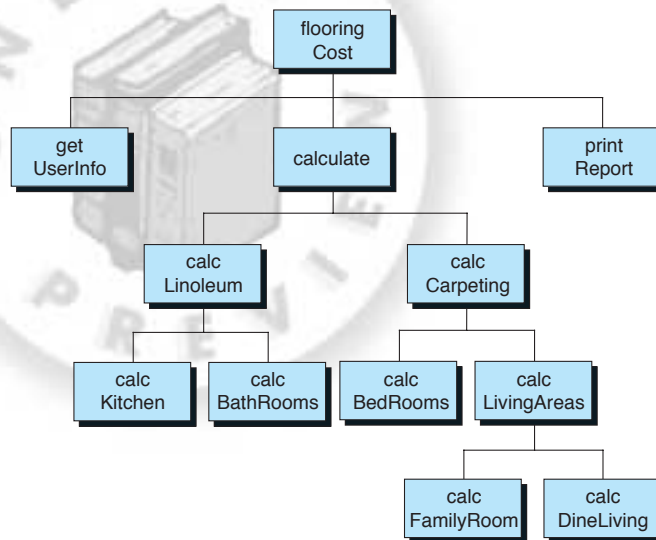 flooring
Cost
get
UserInfo
calculate
print
Report
calc
Linoleum
calc
Carpeting
calc
Kitchen
calc
BathRooms
calc
BedRooms
calc
LivingAreas
calc
FamilyRoom
calc
DineLiving